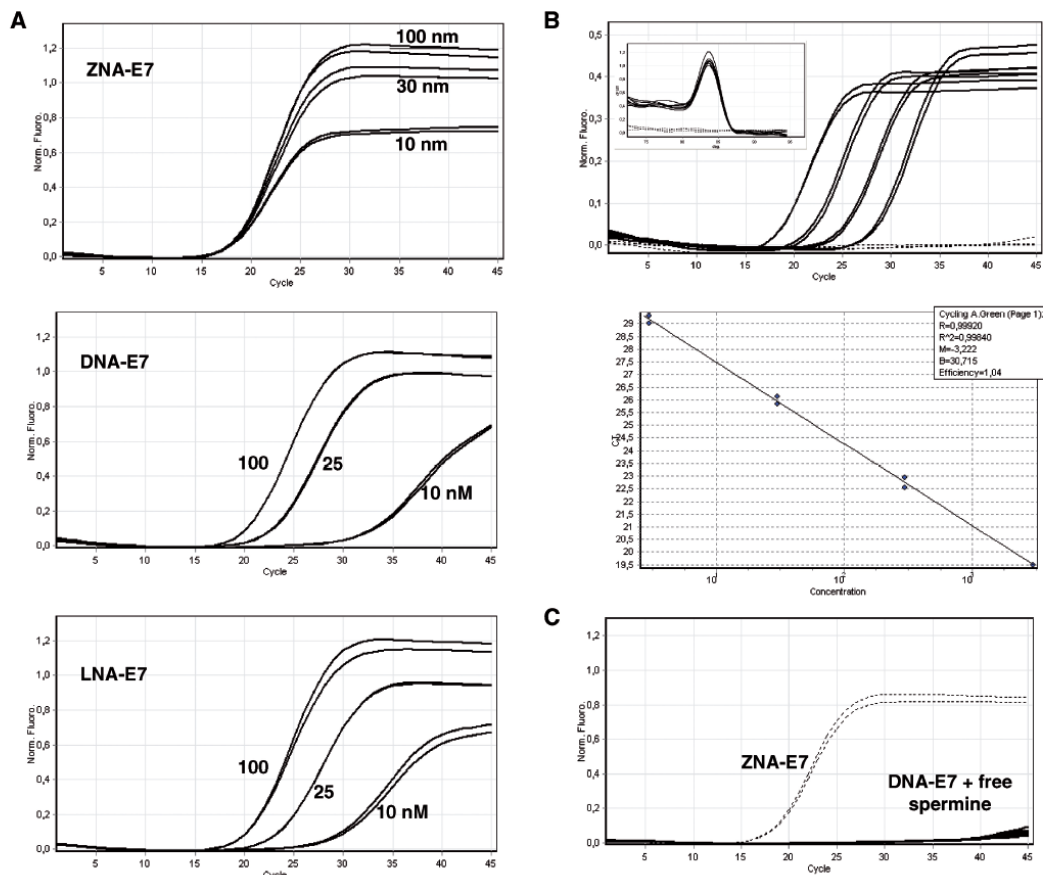 A
ZNA-E7
100 nm
30 nm
10 nm
Norm. Fluoro.
1,2
1,0
0,8
0,6
0,4
0,2
0,0
5 10 15 20 25 30 35 40 45
Cycle
DNA-E7
100
25
10 nM
Norm. Fluoro.
1,2
1,0
0,8
0,6
0,4
0,2
0,0
5 10 15 20 25 30 35 40 45
Cycle
LNA-E7
100
25
10 nM
Norm. Fluoro.
1,2
1,0
0,8
0,6
0,4
0,2
0,0
5 10 15 20 25 30 35 40 45
Cycle
B
Norm. Fluoro.
0,5
0,4
0,3
0,2
0,1
0,0
5 10 15 20 25 30 35 40 45
Cycle
Cycling A.Green (Page 1):
R=0,99920
R^2=0,99840
M=-3,222
B=30,715
Efficiency=1,04
CT
29
28,5
28
27,5
27
26,5
26
25,5
25
24,5
24
23,5
23
22,5
22
21,5
21
20,5
20
19,5
10^1 10^2 10^3
Concentration
C
ZNA-E7
DNA-E7 + free
spermine
Norm. Fluoro.
1,2
1,0
0,8
0,6
0,4
0,2
0,0
5 10 15 20 25 30 35 40 45
Cycle